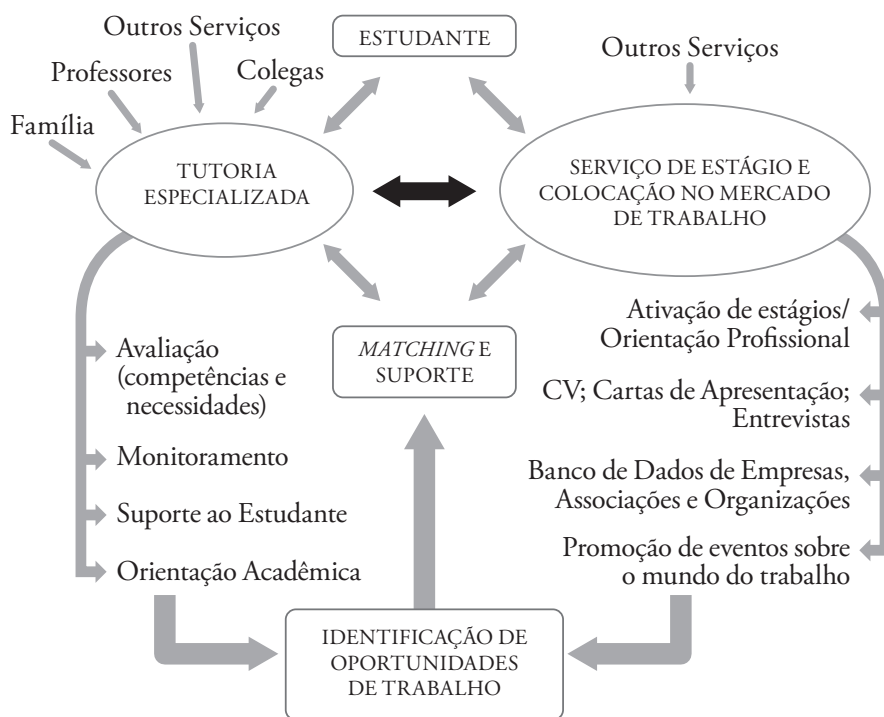 Outros Serviços
Professores
Colegas
Família
ESTUDANTE
Outros Serviços
TUTORIA
ESPECIALIZADA
SERVIÇO DE ESTÁGIO E
COLOCAÇÃO NO MERCADO
DE TRABALHO
MATCHING E
SUPORTE
Avaliação
(competências e
necessidades)
Monitoramento
Suporte ao Estudante
Orientação Acadêmica
Ativação de estágios/
Orientação Profissional
CV; Cartas de Apresentação;
Entrevistas
Banco de Dados de Empresas,
Associações e Organizações
Promoção de eventos sobre
o mundo do trabalho
IDENTIFICAÇÃO DE
OPORTUNIDADES
DE TRABALHO